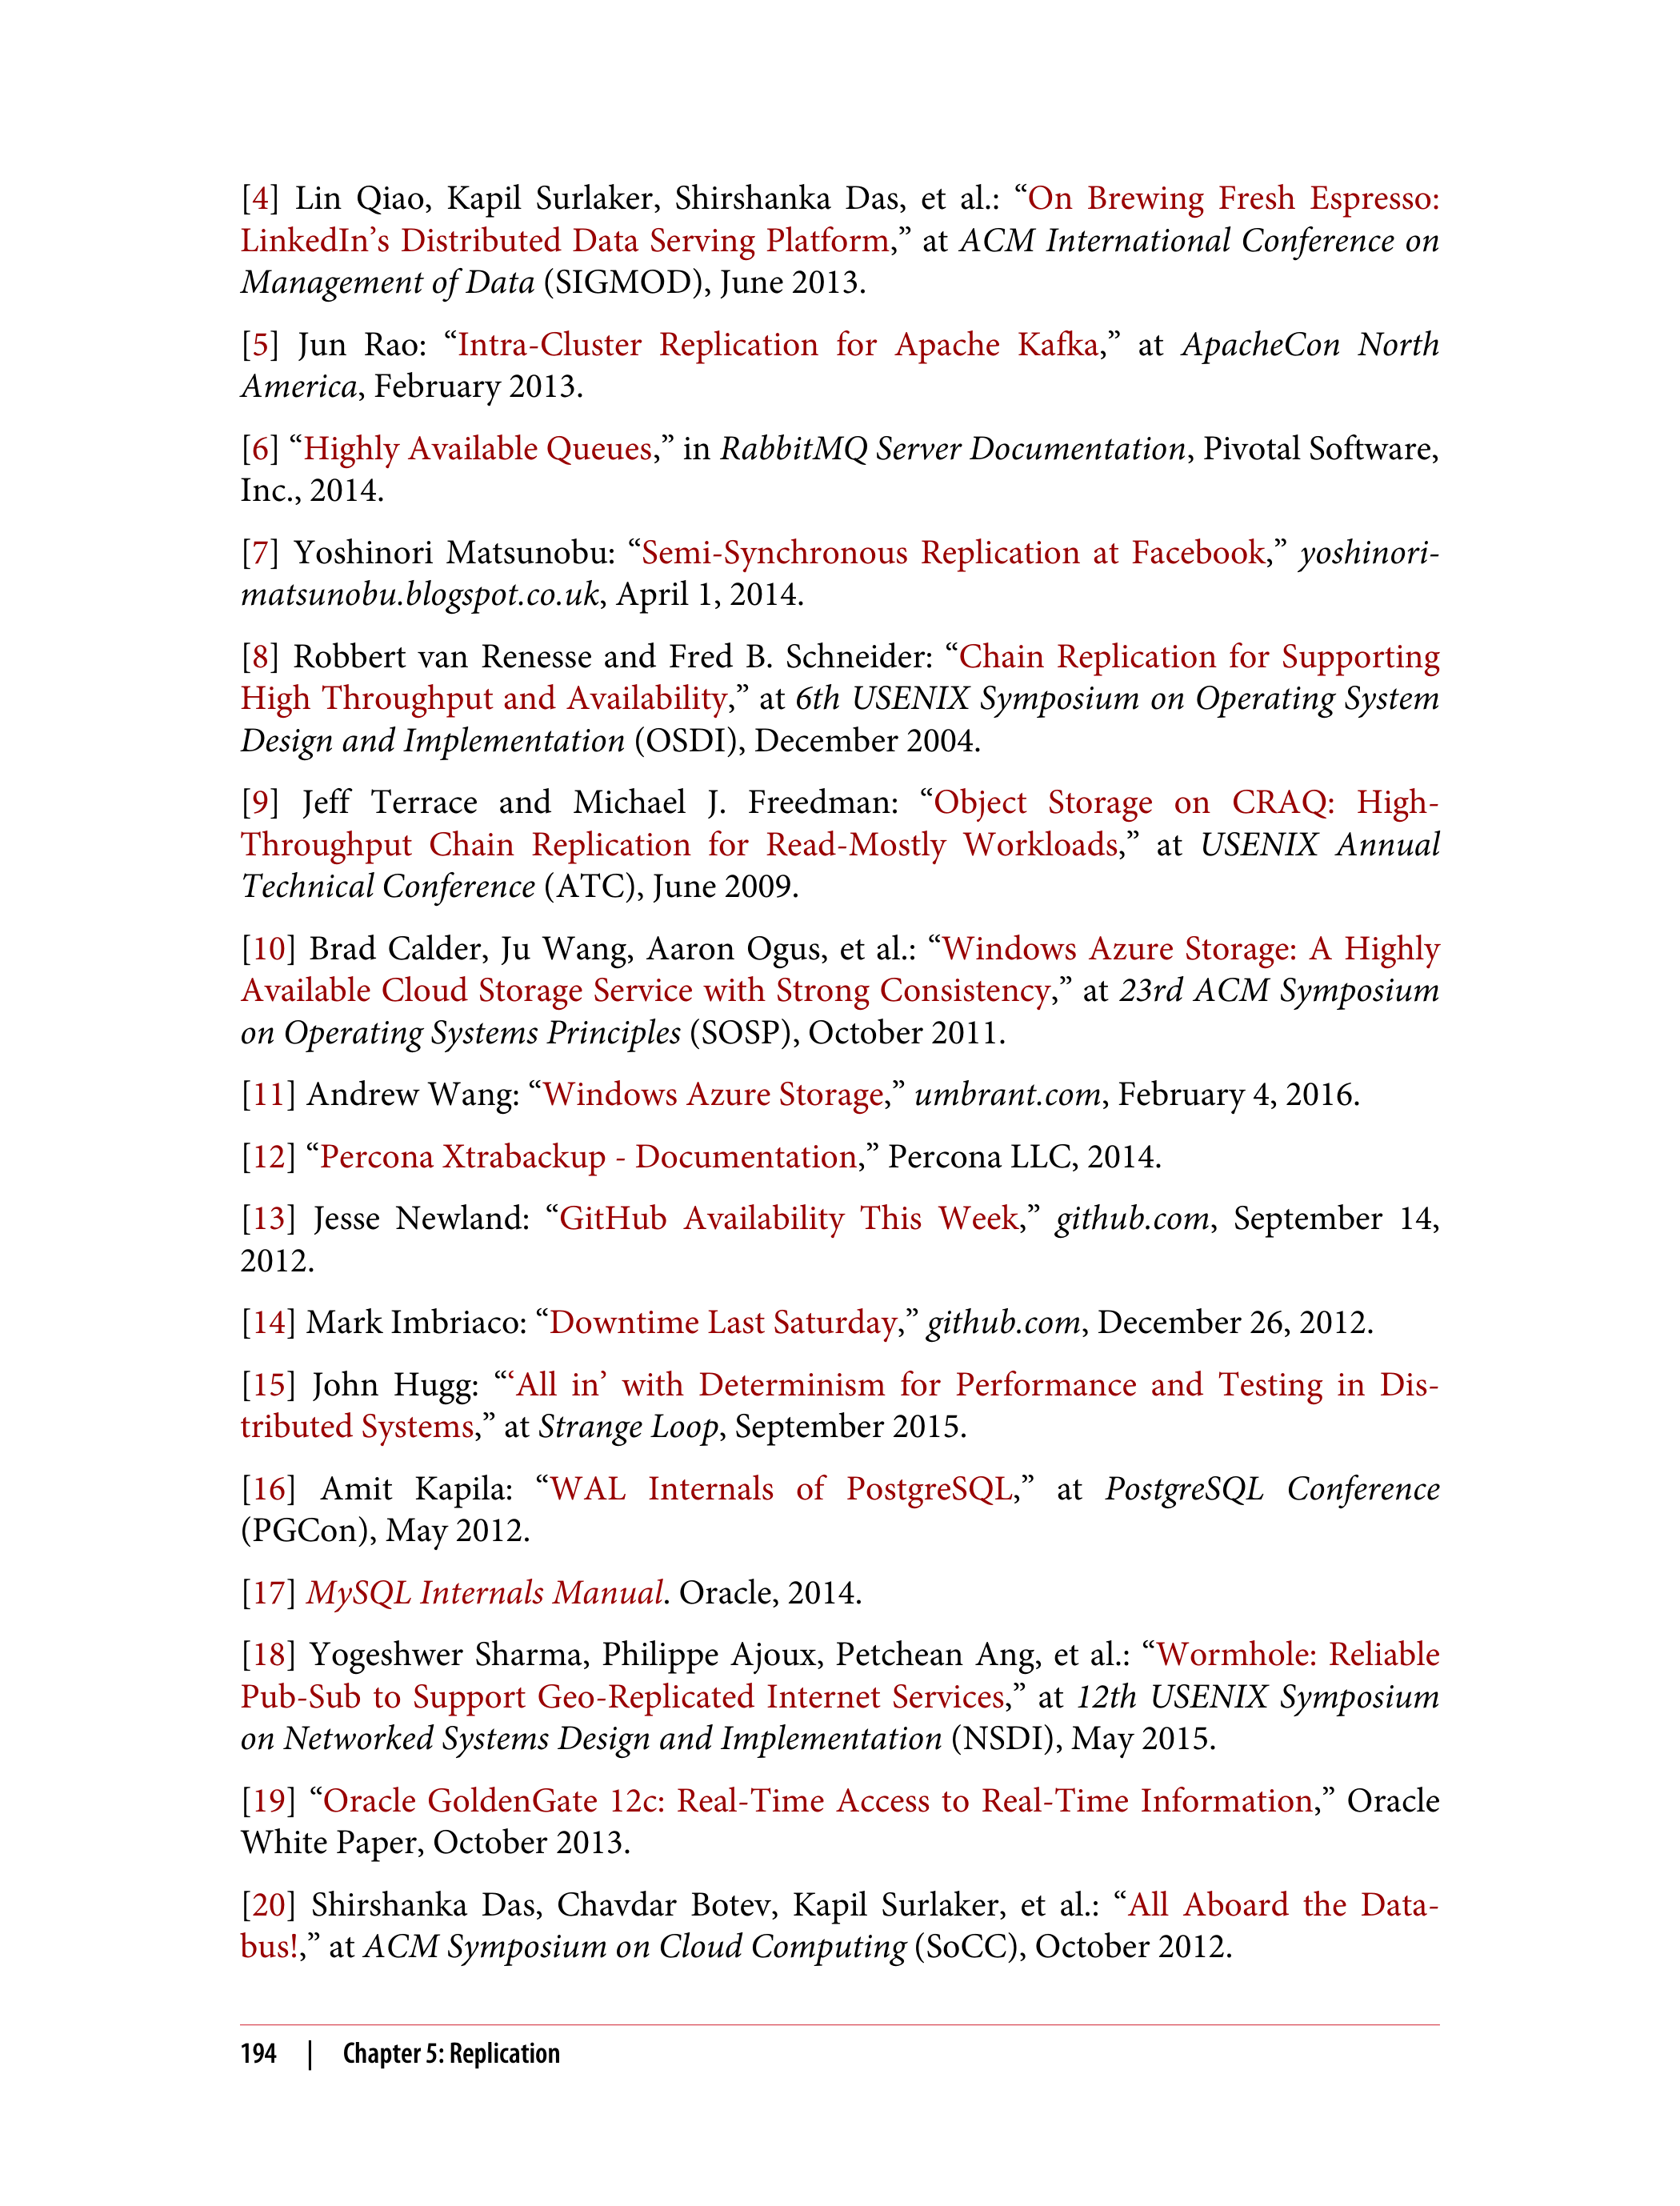 [4] Lin Qiao, Kapil Surlaker, Shirshanka Das, et al.: “On Brewing Fresh Espresso:
LinkedIn’s Distributed Data Serving Platform,” at ACM International Conference on
Management of Data (SIGMOD), June 2013.
[5] Jun Rao: “Intra-Cluster Replication for Apache Kafka,” at ApacheCon North
America, February 2013.
[6] “Highly Available Queues,” in RabbitMQ Server Documentation, Pivotal Software,
Inc., 2014.
[7] Yoshinori Matsunobu: “Semi-Synchronous Replication at Facebook,” yoshinori-
matsunobu.blogspot.co.uk, April 1, 2014.
[8] Robbert van Renesse and Fred B. Schneider: “Chain Replication for Supporting
High Throughput and Availability,” at 6th USENIX Symposium on Operating System
Design and Implementation (OSDI), December 2004.
[9] Jeff Terrace and Michael J. Freedman: “Object Storage on CRAQ: High-
Throughput Chain Replication for Read-Mostly Workloads,” at USENIX Annual
Technical Conference (ATC), June 2009.
[10] Brad Calder, Ju Wang, Aaron Ogus, et al.: “Windows Azure Storage: A Highly
Available Cloud Storage Service with Strong Consistency,” at 23rd ACM Symposium
on Operating Systems Principles (SOSP), October 2011.
[11] Andrew Wang: “Windows Azure Storage,” umbrant.com, February 4, 2016.
[12] “Percona Xtrabackup - Documentation,” Percona LLC, 2014.
[13] Jesse Newland: “GitHub Availability This Week,” github.com, September 14,
2012.
[14] Mark Imbriaco: “Downtime Last Saturday,” github.com, December 26, 2012.
[15] John Hugg: “‘All in’ with Determinism for Performance and Testing in Dis-
tributed Systems,” at Strange Loop, September 2015.
[16] Amit Kapila: “WAL Internals of PostgreSQL,” at PostgreSQL Conference
(PGCon), May 2012.
[17] MySQL Internals Manual. Oracle, 2014.
[18] Yogeshwer Sharma, Philippe Ajoux, Petchean Ang, et al.: “Wormhole: Reliable
Pub-Sub to Support Geo-Replicated Internet Services,” at 12th USENIX Symposium
on Networked Systems Design and Implementation (NSDI), May 2015.
[19] “Oracle GoldenGate 12c: Real-Time Access to Real-Time Information,” Oracle
White Paper, October 2013.
[20] Shirshanka Das, Chavdar Botev, Kapil Surlaker, et al.: “All Aboard the Data-
bus!,” at ACM Symposium on Cloud Computing (SoCC), October 2012.
194 | Chapter 5: Replication